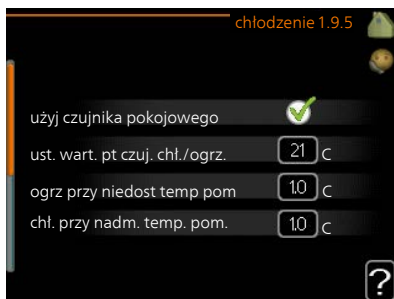 chłodzenie 1.9.5
użyj czujnika pokojowego
ust. wart. pt czuj. chł./ogrz. 21 C
ogrz przy niedost temp pom 1.0 C
chł. przy nadm. temp. pom. 1.0 C
?